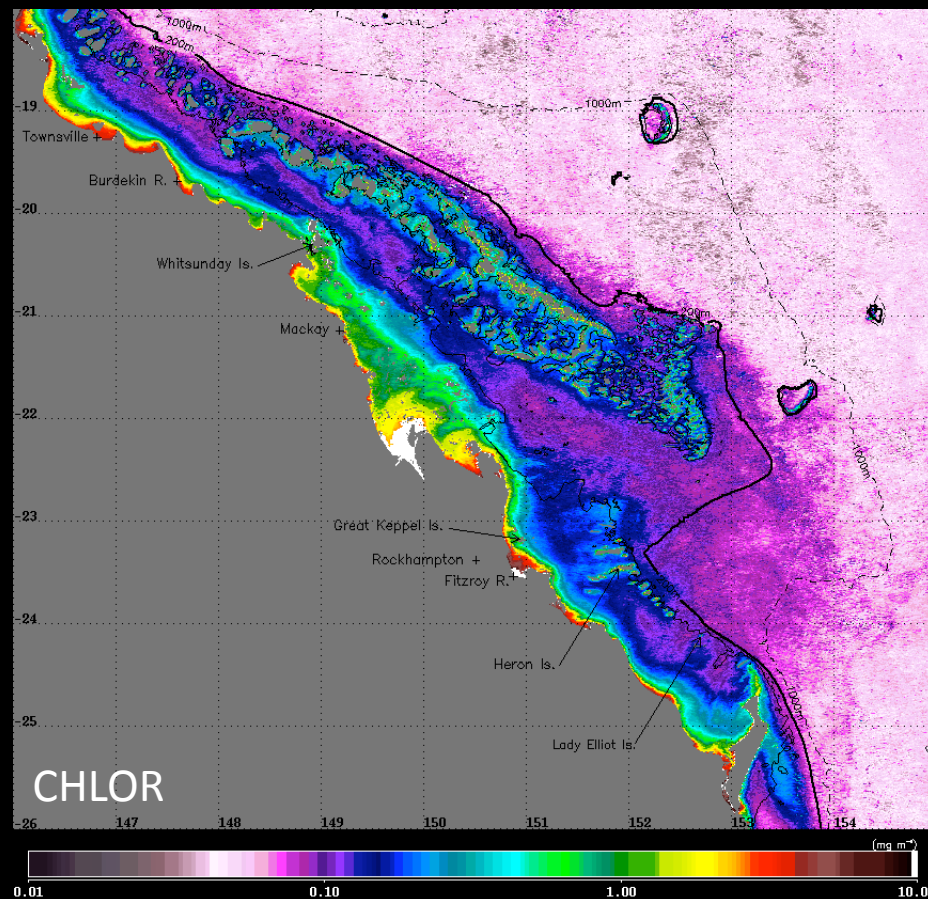 1000m
200m
1000m
-19
Townsville +
Burdekin R. +
-20
Whitsunday Is.
-21
200m
Mackay +
-22
1000m
-23
Great Keppel Is.
Rockhampton +
Fitzroy R. +
-24
Heron Is.
1000m
-25
Lady Elliot Is.
CHLOR
-26
147 148 149 150 151 152 153 154
(mg m⁻³)
0.01 0.10 1.00 10.0